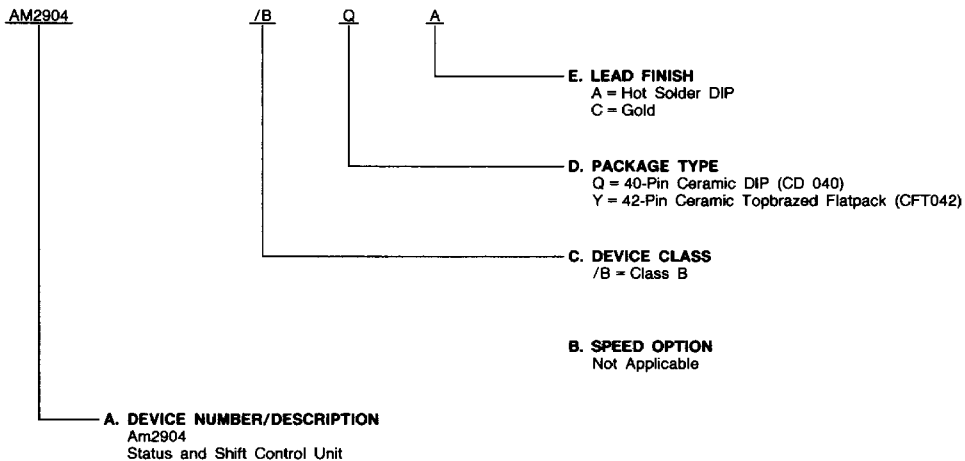 AM2904 /B Q A
E. LEAD FINISH
A = Hot Solder DIP
C = Gold
D. PACKAGE TYPE
Q = 40-Pin Ceramic DIP (CD 040)
Y = 42-Pin Ceramic Topbrazed Flatpack (CFT042)
C. DEVICE CLASS
/B = Class B
B. SPEED OPTION
Not Applicable
A. DEVICE NUMBER/DESCRIPTION
Am2904
Status and Shift Control Unit